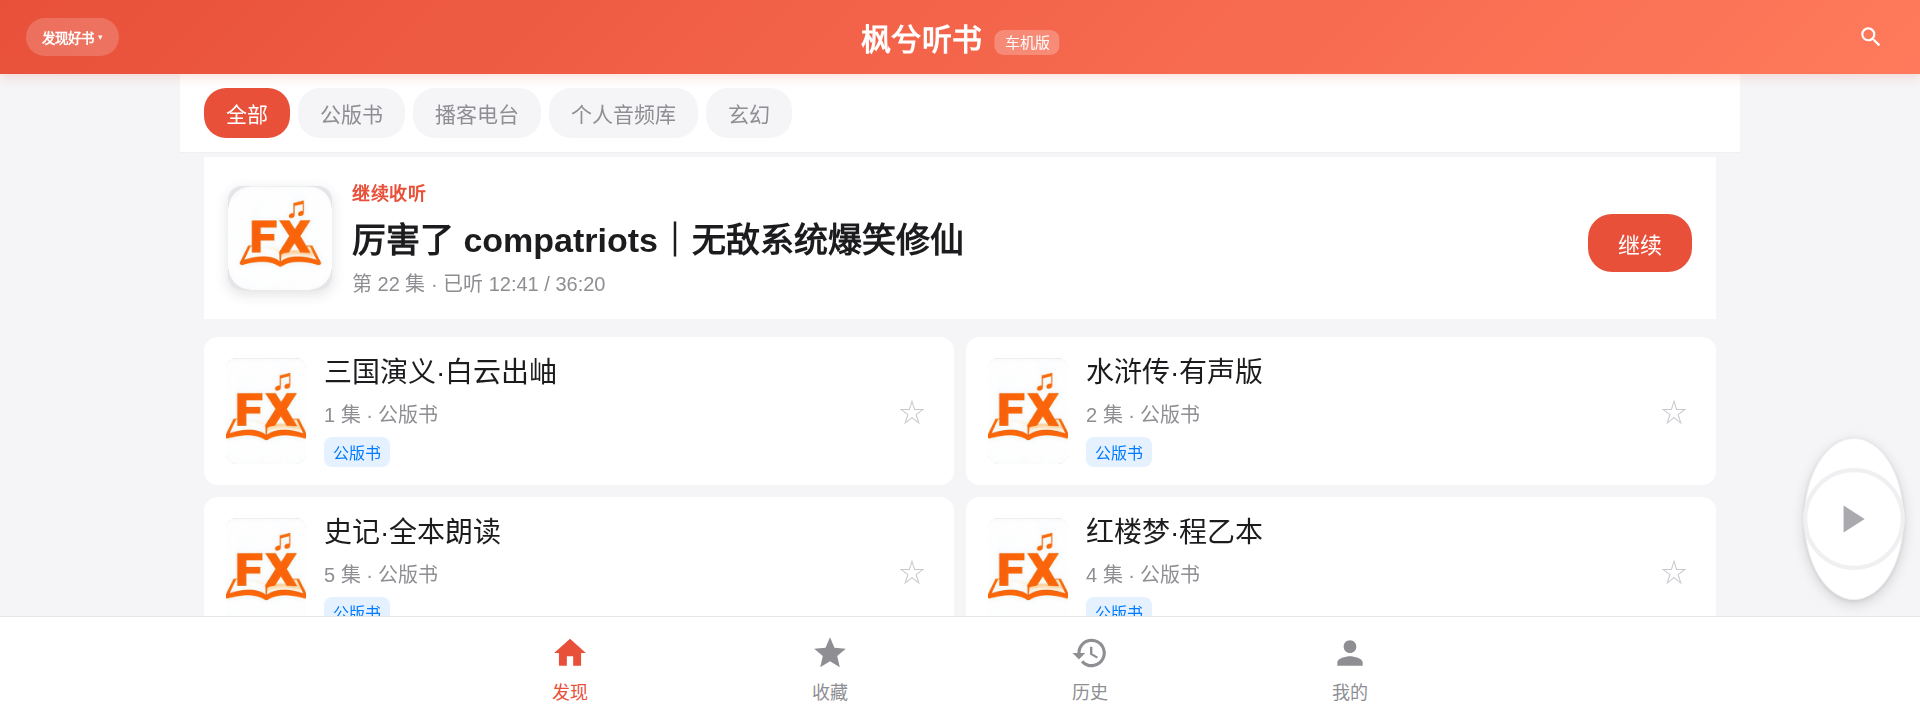 发现好书 ▾
枫兮听书 车机版
全部 公版书 播客电台 个人音频库 玄幻
FX
继续收听
厉害了 compatriots｜无敌系统爆笑修仙
第 22 集 · 已听 12:41 / 36:20
继续
FX
三国演义·白云出岫
1 集 · 公版书
公版书
FX
水浒传·有声版
2 集 · 公版书
公版书
FX
史记·全本朗读
5 集 · 公版书
公版书
FX
红楼梦·程乙本
4 集 · 公版书
公版书
发现 收藏 历史 我的